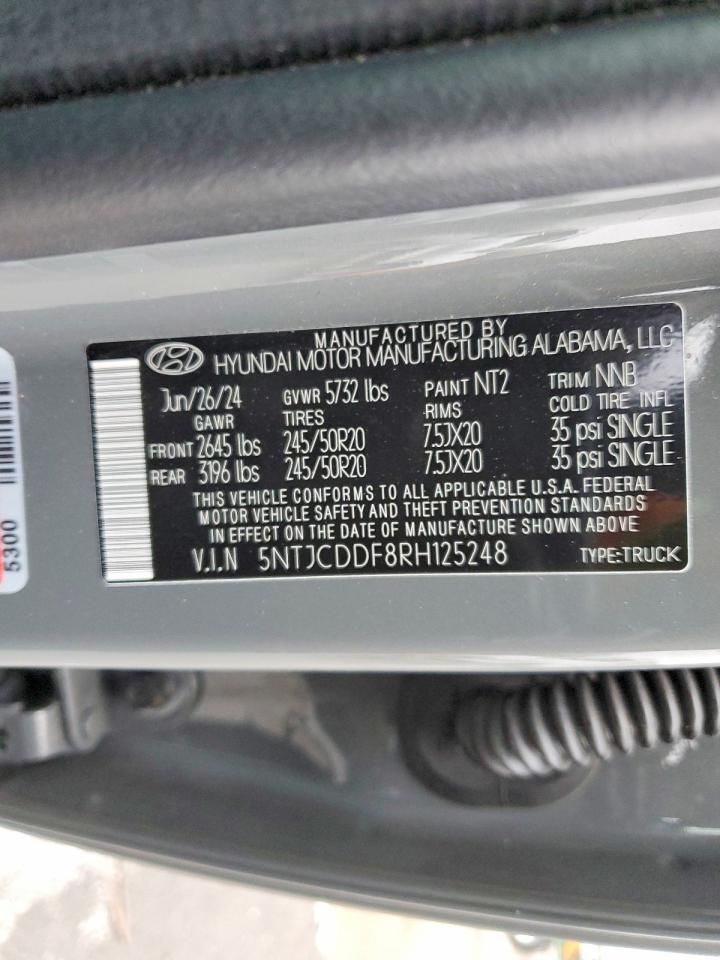 MANUFACTURED BY
HYUNDAI MOTOR MANUFACTURING ALABAMA, LLC
Jun/26/24 GVWR 5732 lbs PAINT NT2 TRIM NNB
GAWR TIRES RIMS COLD TIRE INFL
FRONT 2645 lbs 245/50R20 7.5JX20 35 psi SINGLE
REAR 3196 lbs 245/50R20 7.5JX20 35 psi SINGLE
THIS VEHICLE CONFORMS TO ALL APPLICABLE U.S.A. FEDERAL
MOTOR VEHICLE SAFETY AND THEFT PREVENTION STANDARDS
IN EFFECT ON THE DATE OF MANUFACTURE SHOWN ABOVE
V.I.N 5NTJCDDF8RH125248 TYPE:TRUCK
5300